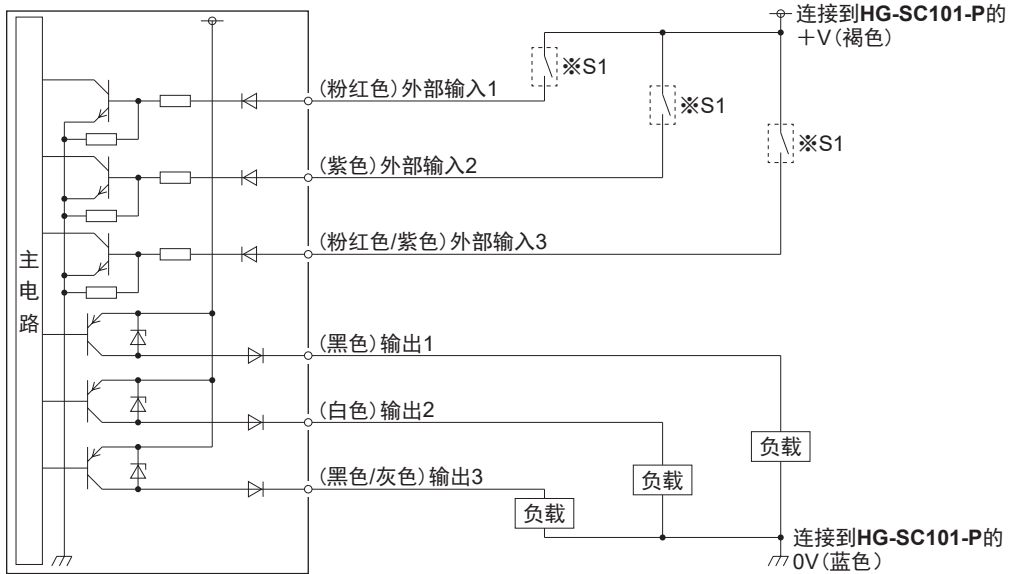 连接到HG-SC101-P的
＋V(褐色)
※S1
(粉红色)外部输入1
※S1
※S1
(紫色)外部输入2
(粉红色/紫色)外部输入3
主电路
(黑色)输出1
(白色)输出2
负载
(黑色/灰色)输出3
负载
负载
连接到HG-SC101-P的
0V(蓝色)